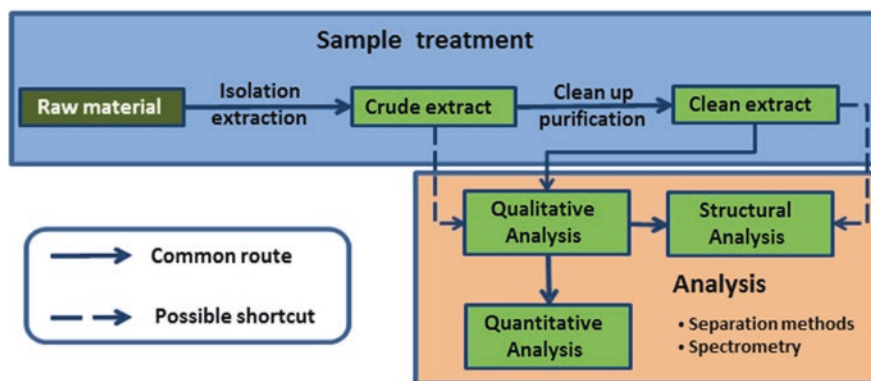 Sample treatment
Raw material
Isolation
extraction
Crude extract
Clean up
purification
Clean extract
Qualitative
Analysis
Structural
Analysis
Quantitative
Analysis
Analysis
• Separation methods
• Spectrometry
Common route
Possible shortcut